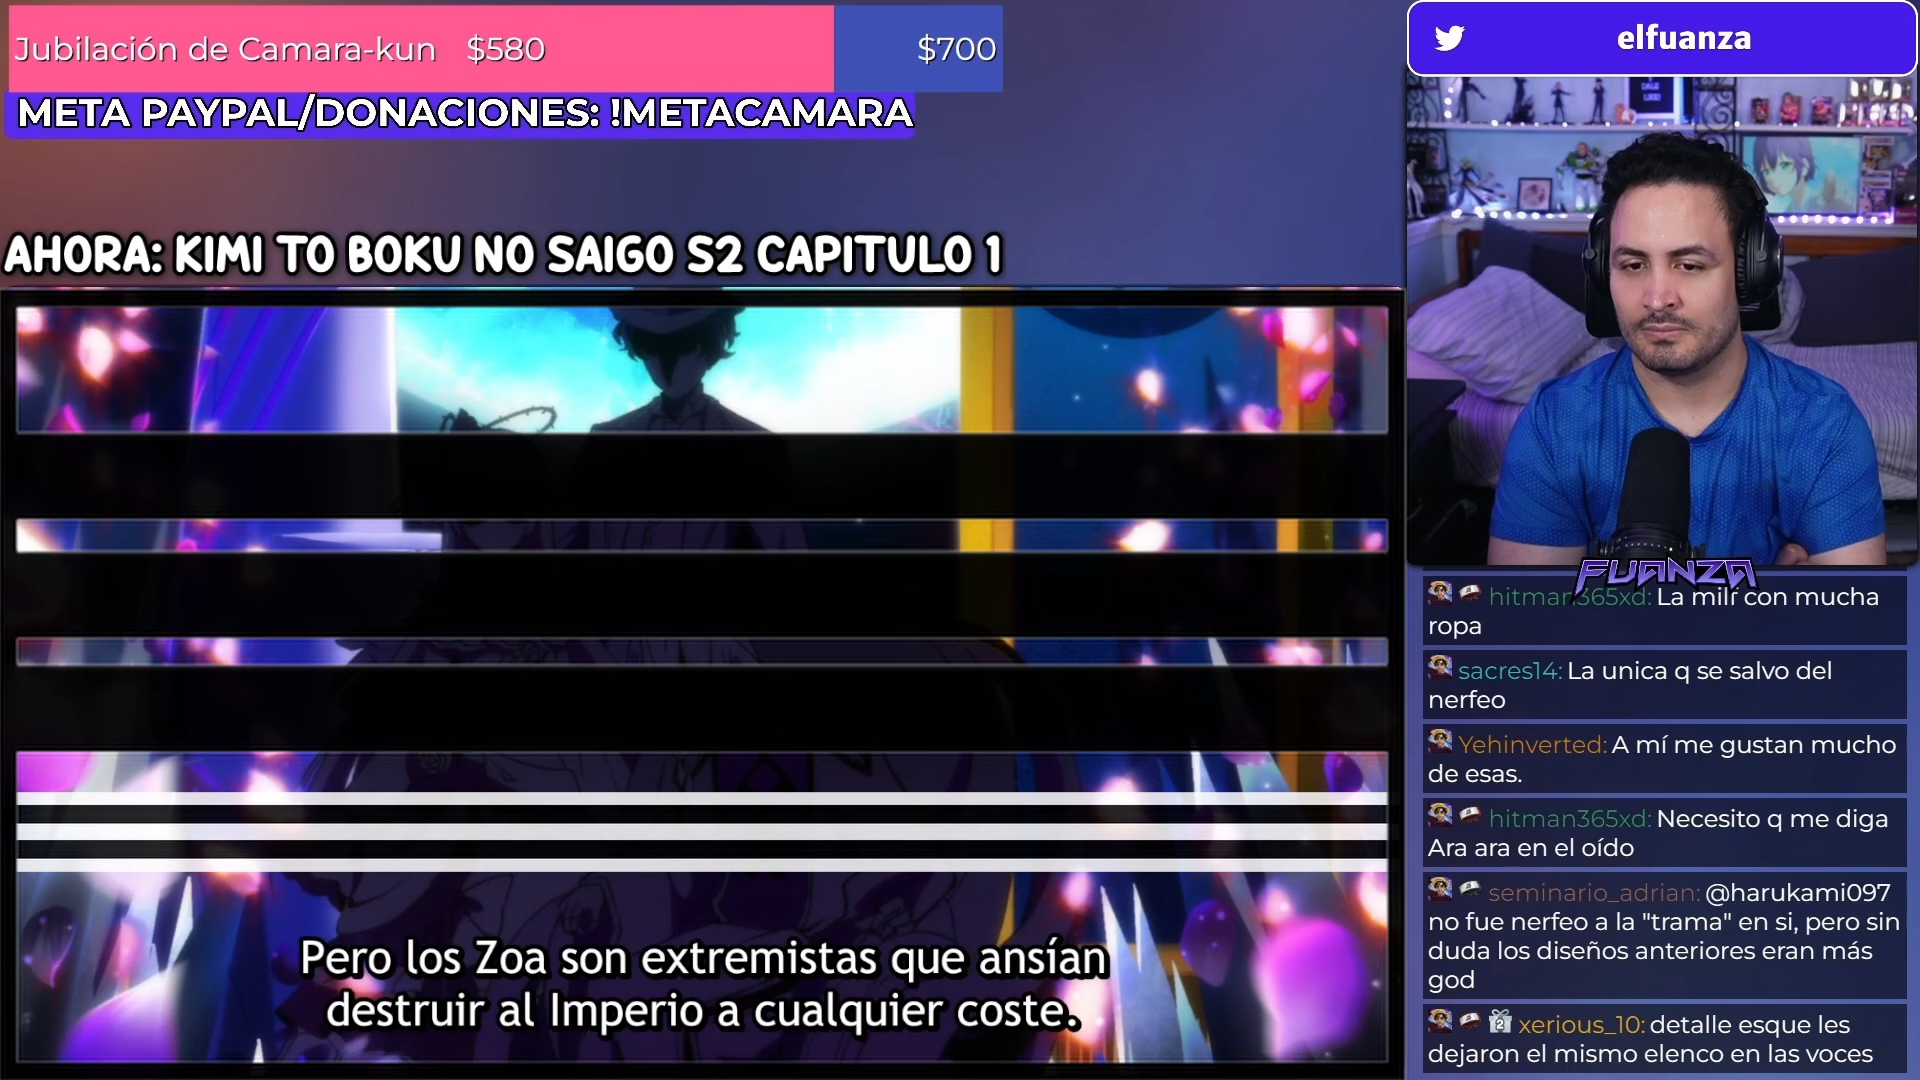 Jubilación de Camara-kun $580 $700
META PAYPAL/DONACIONES: !METACAMARA
AHORA: KIMI TO BOKU NO SAIGO S2 CAPITULO 1
Pero los Zoa son extremistas que ansían
destruir al Imperio a cualquier coste.
elfuanza
FUANZA
hitman365xd: La milf con mucha
ropa
sacres14: La unica q se salvo del
nerfeo
Yehinverted: A mí me gustan mucho
de esas.
hitman365xd: Necesito q me diga
Ara ara en el oído
seminario_adrian: @harukami097
no fue nerfeo a la "trama" en si, pero sin
duda los diseños anteriores eran más
god
2 xerious_10: detalle esque les
dejaron el mismo elenco en las voces